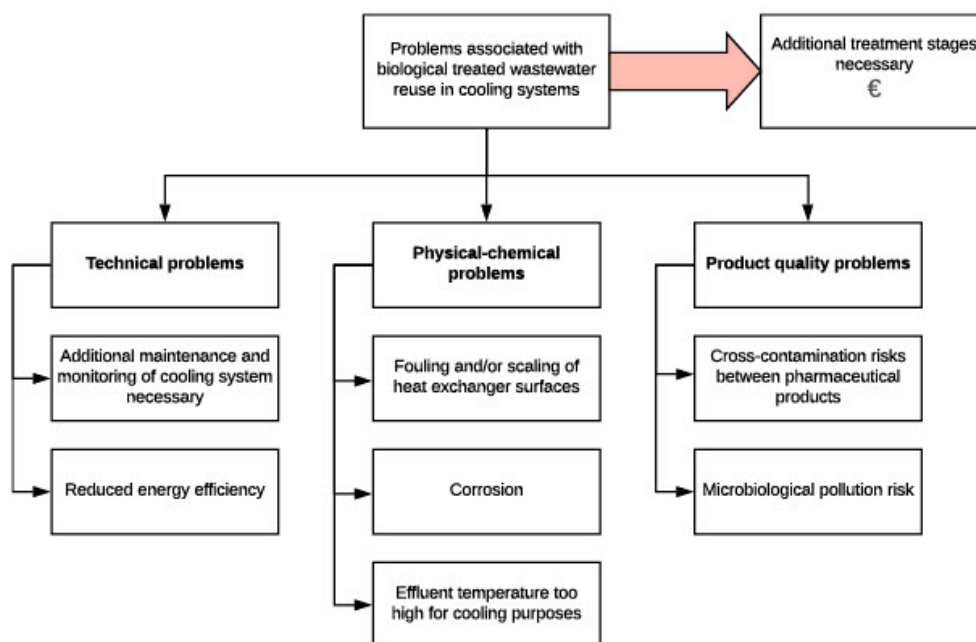 Problems associated with
biological treated wastewater
reuse in cooling systems
Additional treatment stages
necessary
€
Technical problems
Physical-chemical
problems
Product quality problems
Additional maintenance and
monitoring of cooling system
necessary
Fouling and/or scaling of
heat exchanger surfaces
Cross-contamination risks
between pharmaceutical
products
Reduced energy efficiency
Corrosion
Microbiological pollution risk
Effluent temperature too
high for cooling purposes